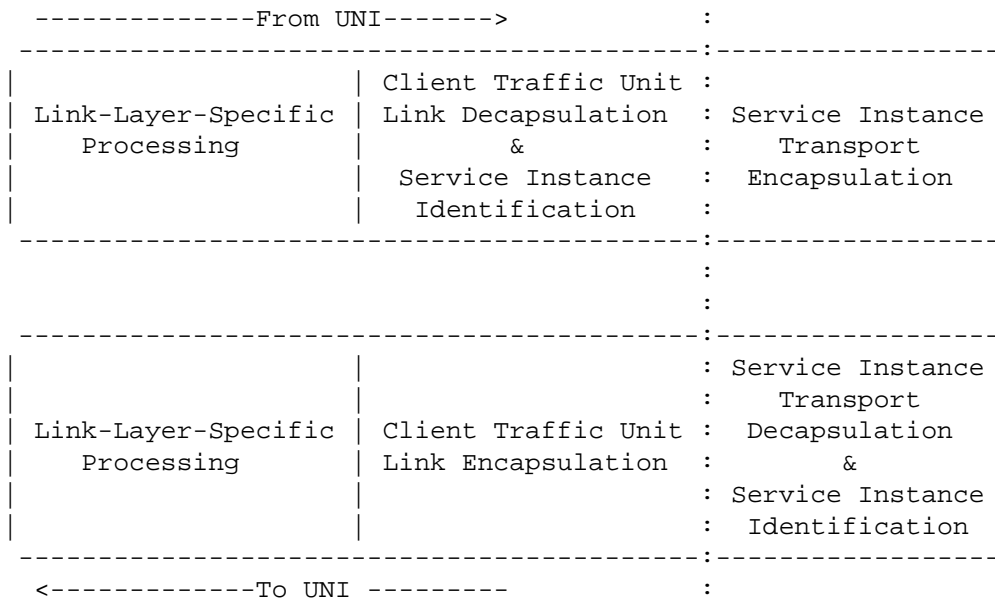 --------------From UNI------->            :
-------------------------------------------:------------------
|                      | Client Traffic Unit :
| Link-Layer-Specific | Link Decapsulation  : Service Instance
|    Processing       |         &           :    Transport
|                     |  Service Instance   :  Encapsulation
|                     |   Identification    :
-------------------------------------------:------------------
:
:
-------------------------------------------:------------------
|                     |                     : Service Instance
|                     |                     :    Transport
| Link-Layer-Specific | Client Traffic Unit :  Decapsulation
|    Processing       | Link Encapsulation  :        &
|                     |                     : Service Instance
|                     |                     :  Identification
-------------------------------------------:------------------
<-------------To UNI ---------            :